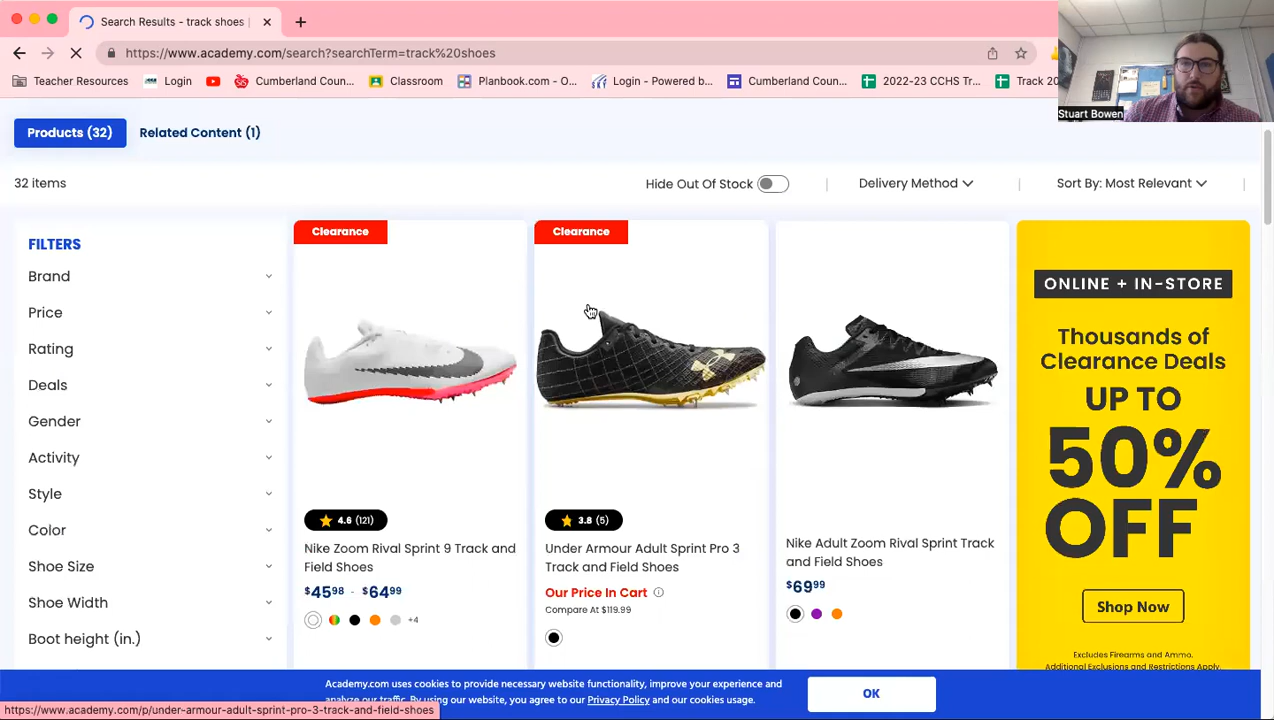 Search Results - track shoes
https://www.academy.com/search?searchTerm=track%20shoes
Teacher Resources
Login
Cumberland Coun...
Classroom
Planbook.com - O...
Login - Powered b...
Cumberland Coun...
2022-23 CCHS Tr...
Track 20
Stuart Bowen
Products (32)
Related Content (1)
32 items
Hide Out Of Stock
Delivery Method
Sort By: Most Relevant
FILTERS
Brand
Price
Rating
Deals
Gender
Activity
Style
Color
Shoe Size
Shoe Width
Boot height (in.)
Clearance
4.6 (121)
Nike Zoom Rival Sprint 9 Track and
Field Shoes
$4598 - $6499
+4
Clearance
3.8 (5)
Under Armour Adult Sprint Pro 3
Track and Field Shoes
Our Price In Cart
Compare At $119.99
Nike Adult Zoom Rival Sprint Track
and Field Shoes
$6999
ONLINE + IN-STORE
Thousands of
Clearance Deals
UP TO
50%
OFF
Shop Now
Excludes Firearms and Ammo.
Additional Exclusions and Restrictions Apply.
Academy.com uses cookies to provide necessary website functionality, improve your experience and
analyze our traffic. By using our website, you agree to our Privacy Policy and our cookies usage.
OK
https://www.academy.com/p/under-armour-adult-sprint-pro-3-track-and-field-shoes